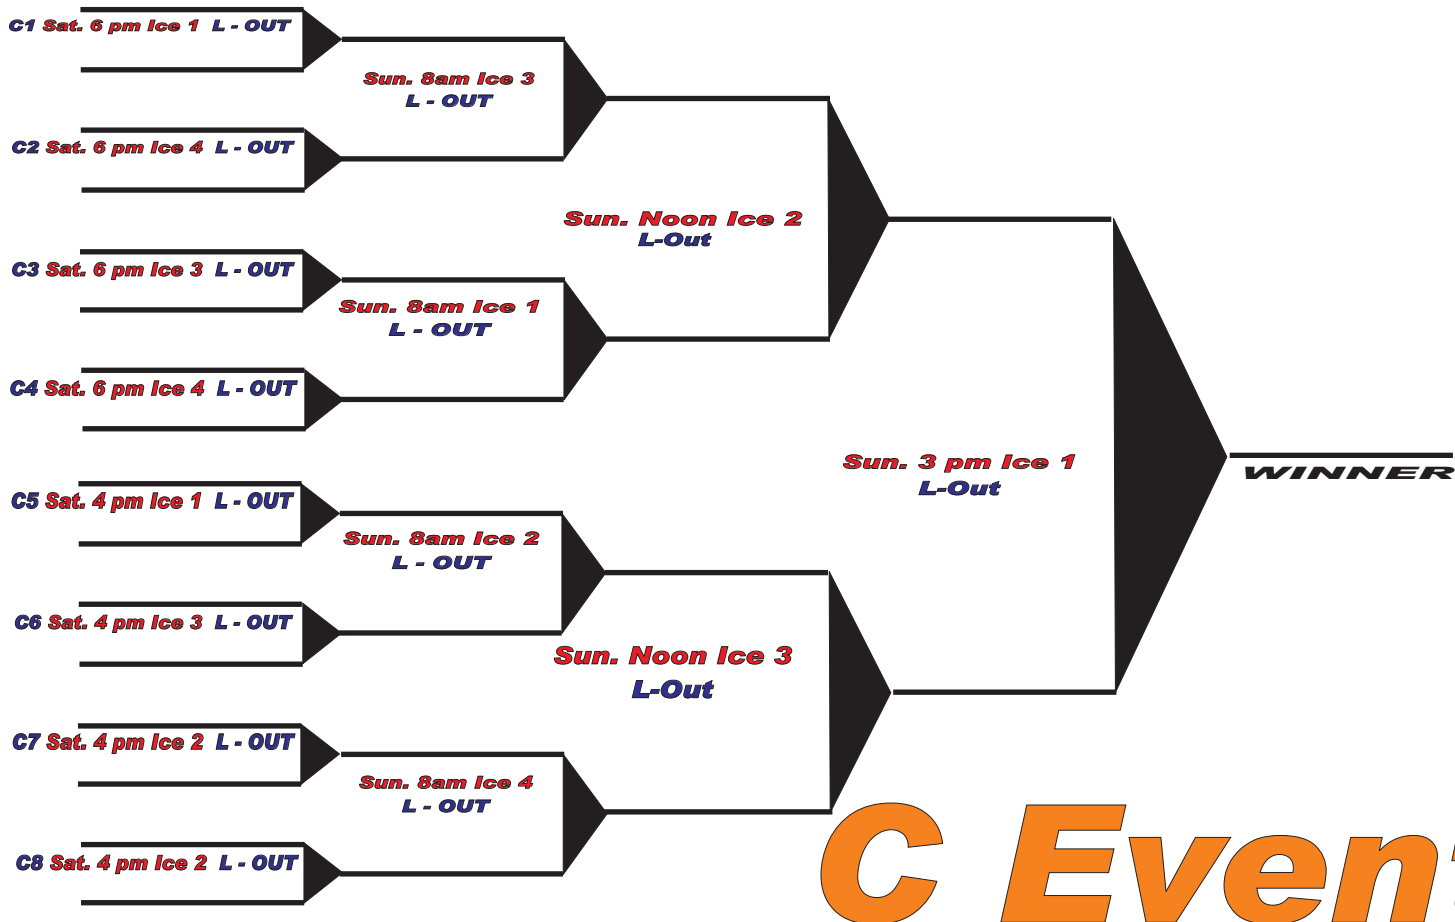 C1 Sat. 6 pm Ice 1 L - OUT
Sun. 8am Ice 3
L - OUT
C2 Sat. 6 pm Ice 4 L - OUT
Sun. Noon Ice 2
L-Out
C3 Sat. 6 pm Ice 3 L - OUT
Sun. 8am Ice 1
L - OUT
C4 Sat. 6 pm Ice 4 L - OUT
Sun. 3 pm Ice 1
L-Out
WINNER
C5 Sat. 4 pm Ice 1 L - OUT
Sun. 8am Ice 2
L - OUT
C6 Sat. 4 pm Ice 3 L - OUT
Sun. Noon Ice 3
L-Out
C7 Sat. 4 pm Ice 2 L - OUT
Sun. 8am Ice 4
L - OUT
C8 Sat. 4 pm Ice 2 L - OUT
C Event